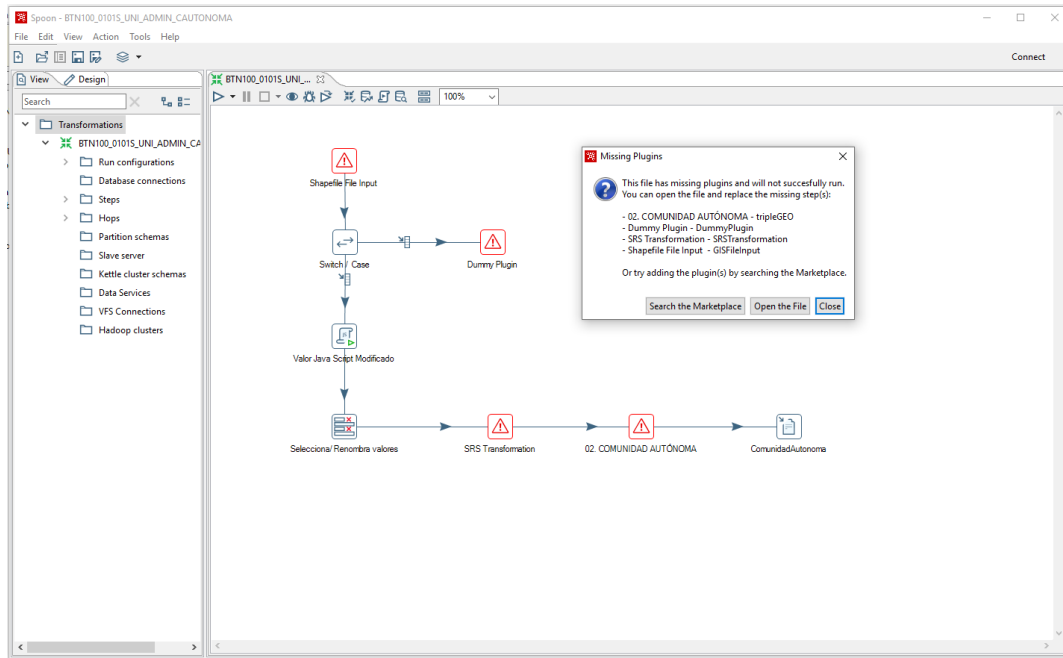 Spoon - BTN100_0101S_UNI_ADMIN_CAUTONOMA
File Edit View Action Tools Help
Connect
View Design
Search
Transformations
BTN100_0101S_UNI_ADMIN_CA
Run configurations
Database connections
Steps
Hops
Partition schemas
Slave server
Kettle cluster schemas
Data Services
VFS Connections
Hadoop clusters
BTN100_0101S_UNI_...
100%
Shapefile File Input
Switch / Case
Dummy Plugin
Valor Java Script Modificado
Selecciona/Renombra valores
SRS Transformation
02. COMUNIDAD AUTÓNOMA
ComunidadAutonoma
Missing Plugins
This file has missing plugins and will not succesfully run.
You can open the file and replace the missing step(s):
- 02. COMUNIDAD AUTÓNOMA - tripleGEO
- Dummy Plugin - DummyPlugin
- SRS Transformation - SRSTransformation
- Shapefile File Input - GISFileInput
Or try adding the plugin(s) by searching the Marketplace.
Search the Marketplace
Open the File
Close